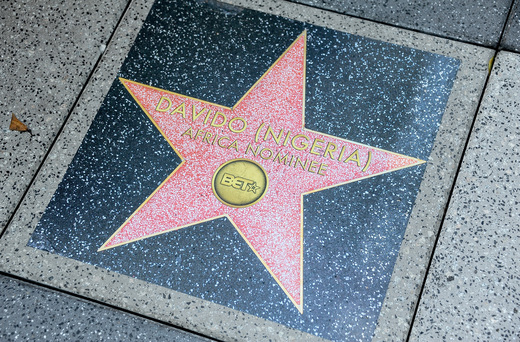 DAVIDO (NIGERIA)
AFRICA NOMINEE
BET